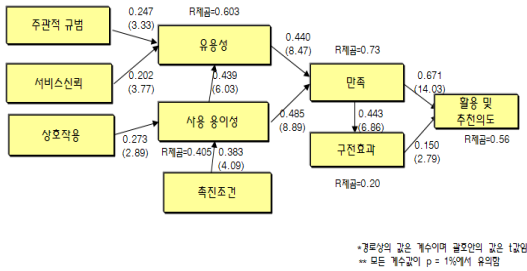 0.247
(3.33)
R제곱=0.603
주관적 규범
유용성
0.440
(8.47)
R제곱=0.73
0.202
(3.77)
서비스신뢰
0.439
(6.03)
만족
0.671
(14.03)
활용 및
추천의도
R제곱=0.56
상호작용
0.273
(2.89)
사용 용이성
0.485
(8.89)
0.443
(6.86)
구전효과
0.150
(2.79)
R제곱=0.405
0.383
(4.09)
R제곱=0.20
촉진조건
*경로상의 값은 계수이며 괄호안의 값은 t값임
** 모든 계수값이 p = 1%에서 유의함